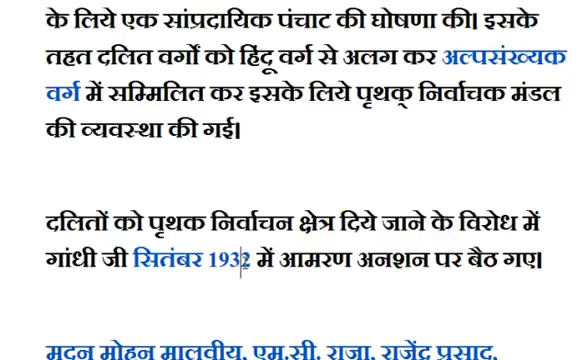 के लिये एक सांप्रदायिक पंचाट की घोषणा की। इसके
तहत दलित वर्गों को हिंदू वर्ग से अलग कर अल्पसंख्यक
वर्ग में सम्मिलित कर इसके लिये पृथक् निर्वाचक मंडल
की व्यवस्था की गई।
दलितों को पृथक निर्वाचन क्षेत्र दिये जाने के विरोध में
गांधी जी सितंबर 1932 में आमरण अनशन पर बैठ गए।
मदन मोहन मालवीय, एम.सी. राजा, राजेंद्र प्रसाद,